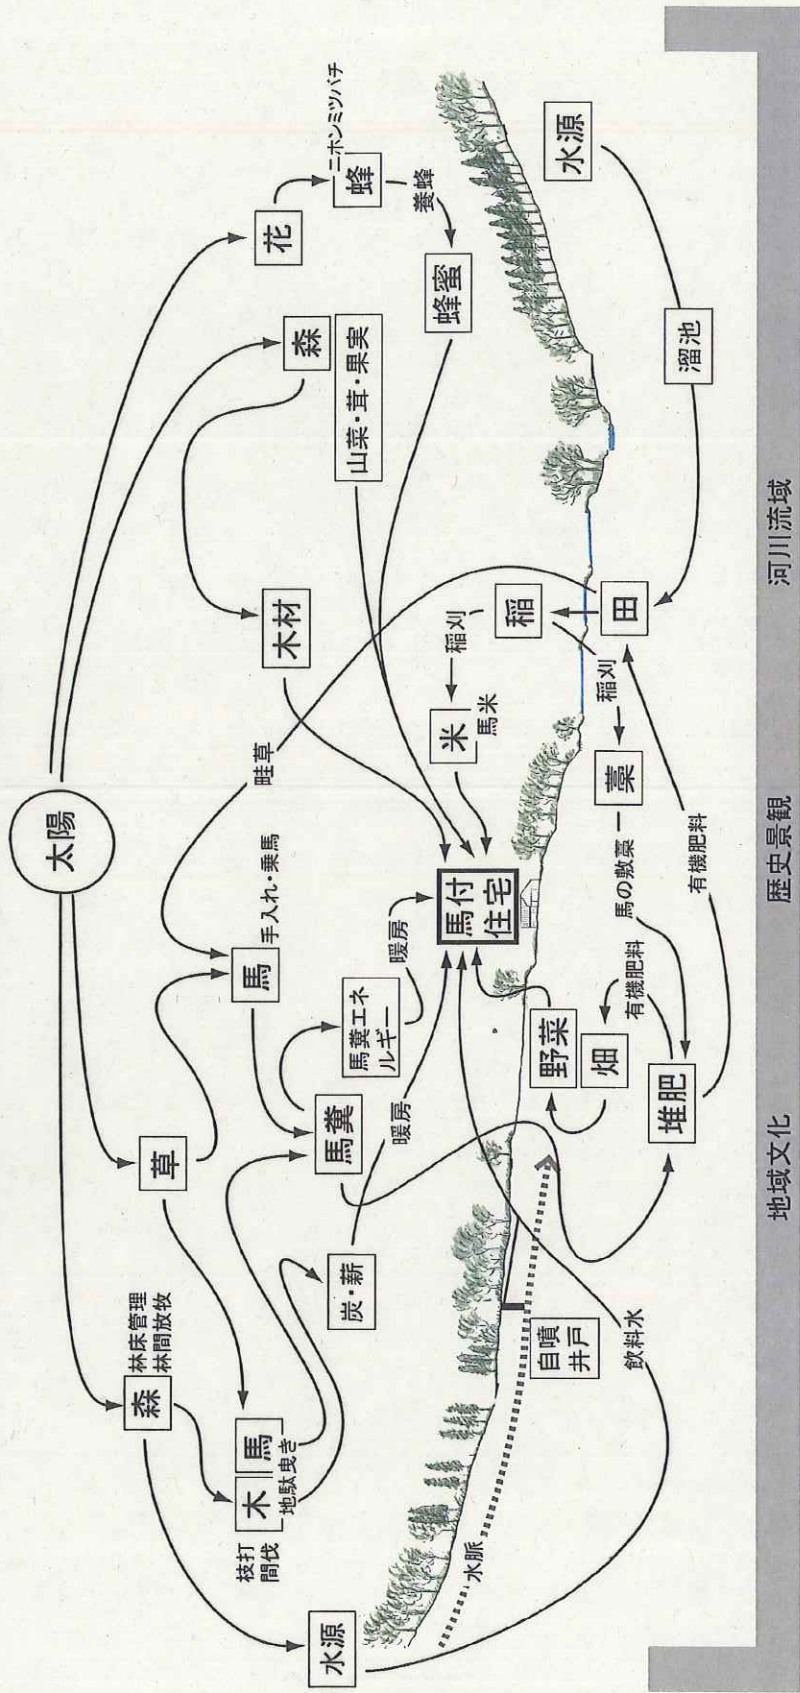 太陽
森
林床管理
林間放牧
草
森
花
ニホンミツバチ
蜂
養蜂
蜂蜜
山菜・茸・果実
木材
畦草
馬
手入れ・乗馬
木
馬
地駄曳き
枝打
間伐
水源
炭・薪
馬糞
馬糞エネ
ルギー
暖房
暖房
馬付
住宅
米
馬米
稲刈
稲
水源
溜池
田
稲刈
藁
馬の敷藁
有機肥料
有機肥料
野菜
畑
堆肥
水脈
自噴
井戸
飲料水
地域文化
歴史景観
河川流域